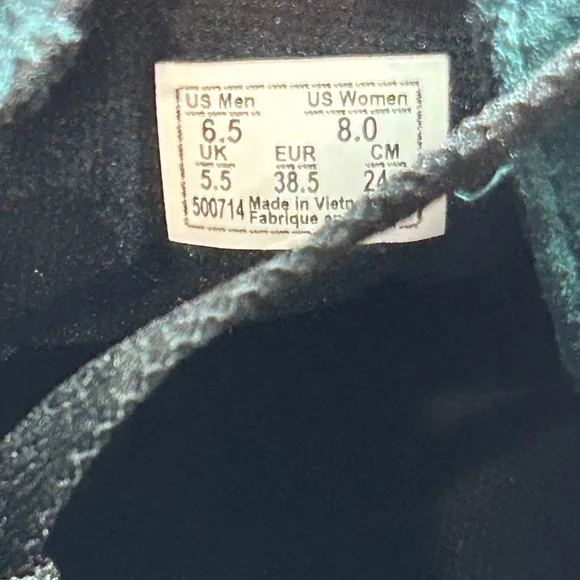 US Men US Women
6.5 8.0
UK EUR CM
5.5 38.5 24
500714 Made in
Fabrique